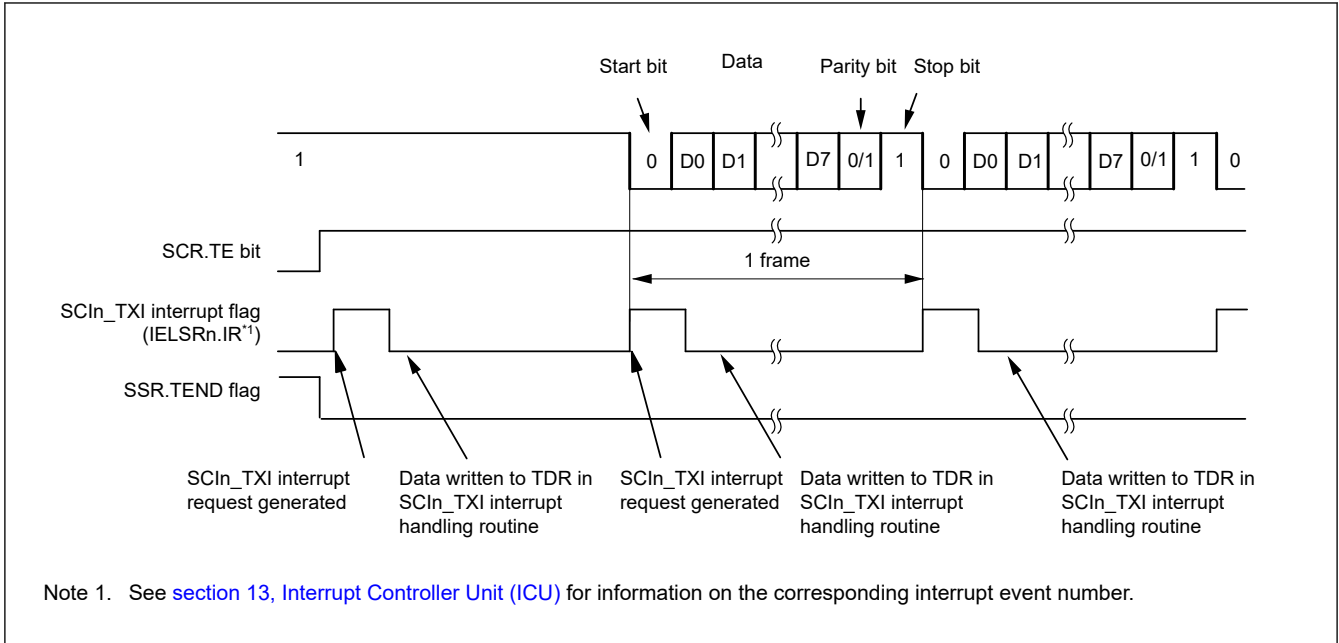 Start bit
Data
Parity bit
Stop bit
1
0
D0
D1
D7
0/1
1
0
D0
D1
D7
0/1
1
0
SCR.TE bit
1 frame
SCIn_TXI interrupt flag
(IELSRn.IR*1)
SSR.TEND flag
SCIn_TXI interrupt
request generated
Data written to TDR in
SCIn_TXI interrupt
handling routine
SCIn_TXI interrupt
request generated
Data written to TDR in
SCIn_TXI interrupt
handling routine
Data written to TDR in
SCIn_TXI interrupt
handling routine
Note 1. See section 13, Interrupt Controller Unit (ICU) for information on the corresponding interrupt event number.